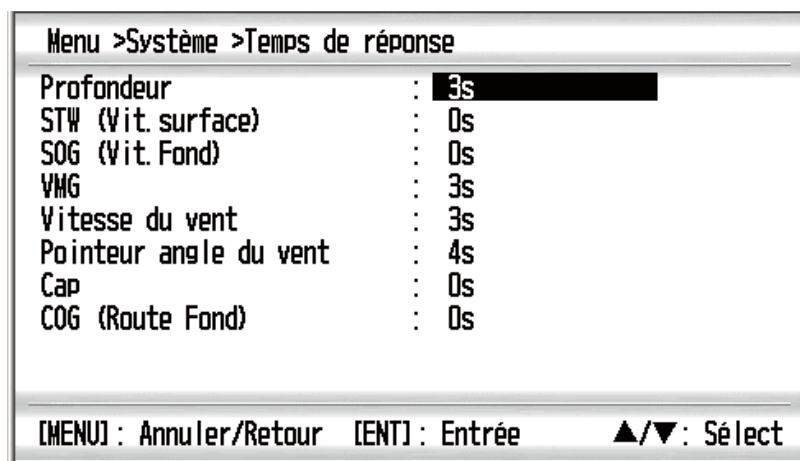 Menu >Système >Temps de réponse
Profondeur : 3s
STW (Vit.surface) : 0s
SOG (Vit.Fond) : 0s
VMG : 3s
Vitesse du vent : 3s
Pointeur angle du vent : 4s
Cap : 0s
COG (Route Fond) : 0s
[MENU] : Annuler/Retour [ENT] : Entrée ▲/▼ : Sélect